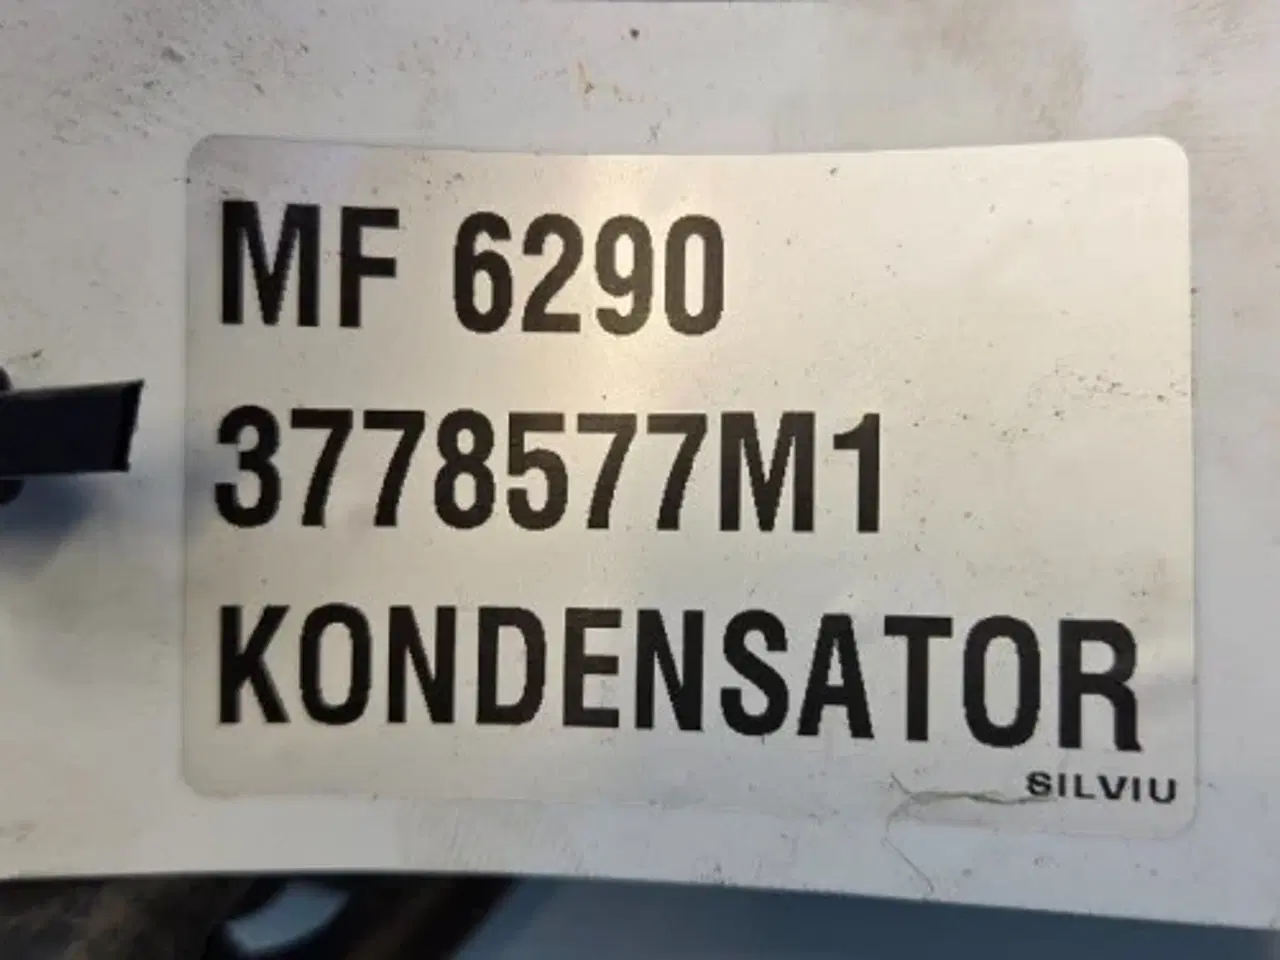 MF 6290
3778577M1
KONDENSATOR
SILVIU